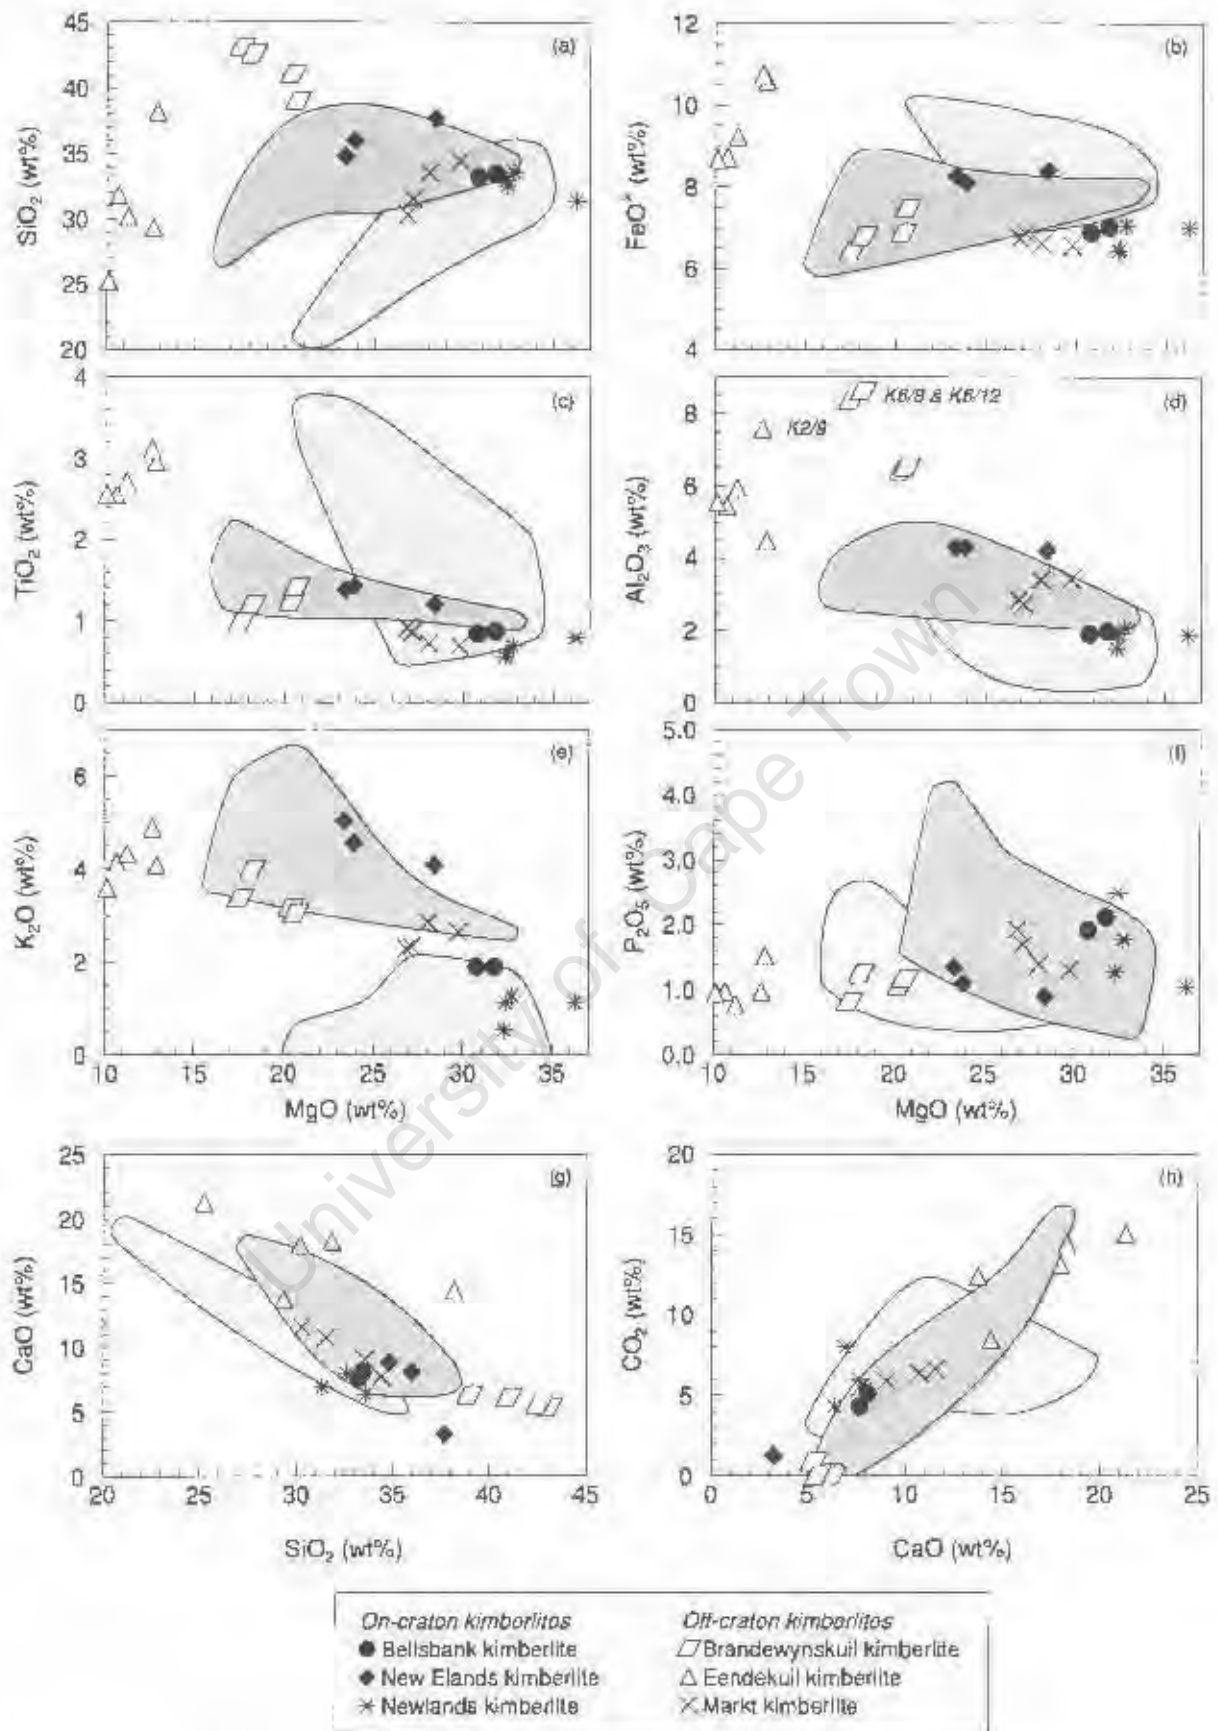 45
40
35
30
25
20
SiO₂ (wt%)
(a)
12
10
8
6
4
FeO* (wt%)
(b)
4
3
2
1
0
TiO₂ (wt%)
(c)
8
6
4
2
0
Al₂O₃ (wt%)
K6/8 & K6/12
K2/9
(d)
6
4
2
0
K₂O (wt%)
(e)
10 15 20 25 30 35
MgO (wt%)
5.0
4.0
3.0
2.0
1.0
0.0
P₂O₅ (wt%)
(f)
10 15 20 25 30 35
MgO (wt%)
25
20
15
10
5
0
CaO (wt%)
(g)
20 25 30 35 40 45
SiO₂ (wt%)
20
15
10
5
0
CO₂ (wt%)
(h)
0 5 10 15 20 25
CaO (wt%)
On-craton kimberlites
Bellsbank kimberlite
New Elands kimberlite
Newlands kimberlite
Off-craton kimberlites
Brandewynskuil kimberlite
Eendekuil kimberlite
Markt kimberlite
University of Cape Town